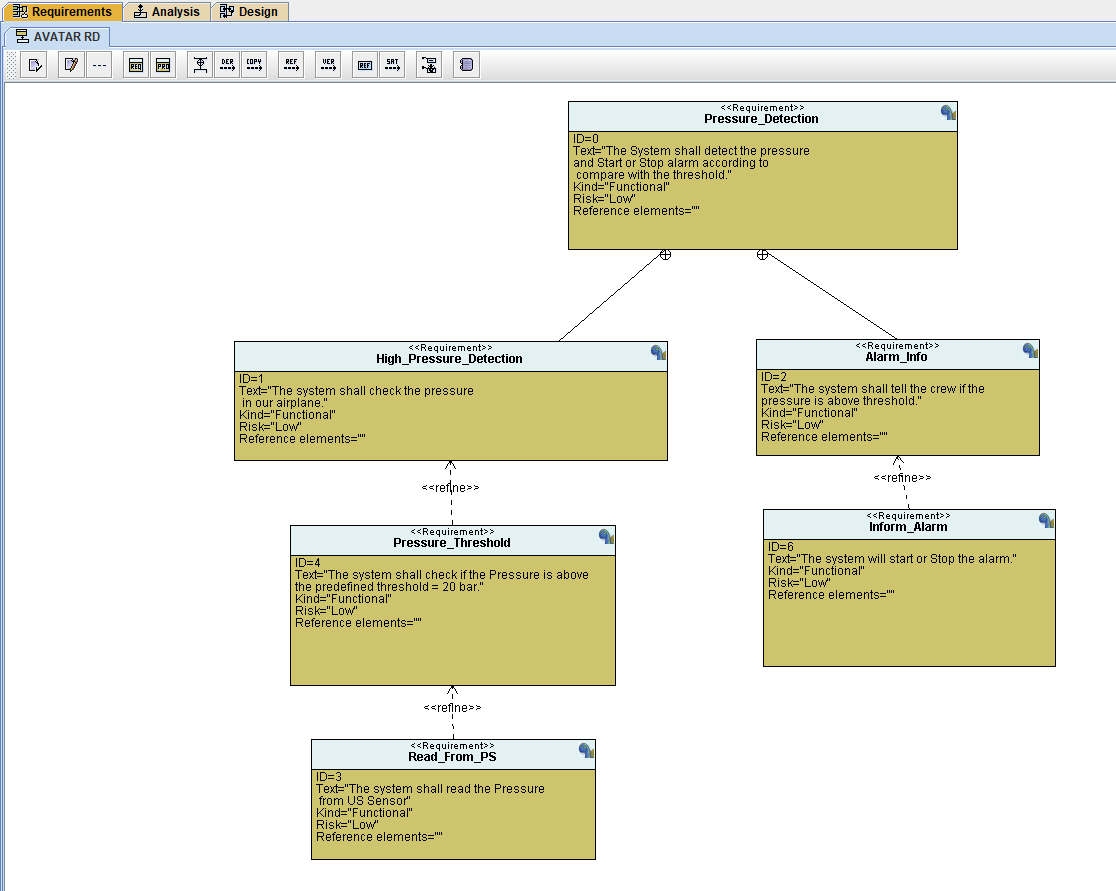 Requirements
Analysis
Design
AVATAR RD
REQ
PRO
DER
COPY
REF
VER
REF
SAT
<<Requirement>>
Pressure_Detection
ID=0
Text="The System shall detect the pressure
and Start or Stop alarm according to
compare with the threshold."
Kind="Functional"
Risk="Low"
Reference elements=""
<<Requirement>>
High_Pressure_Detection
ID=1
Text="The system shall check the pressure
in our airplane."
Kind="Functional"
Risk="Low"
Reference elements=""
<<Requirement>>
Alarm_Info
ID=2
Text="The system shall tell the crew if the
pressure is above threshold."
Kind="Functional"
Risk="Low"
Reference elements=""
<<refine>>
<<refine>>
<<Requirement>>
Pressure_Threshold
ID=4
Text="The system shall check if the Pressure is above
the predefined threshold = 20 bar."
Kind="Functional"
Risk="Low"
Reference elements=""
<<Requirement>>
Inform_Alarm
ID=6
Text="The system will start or Stop the alarm."
Kind="Functional"
Risk="Low"
Reference elements=""
<<refine>>
<<Requirement>>
Read_From_PS
ID=3
Text="The system shall read the Pressure
from US Sensor"
Kind="Functional"
Risk="Low"
Reference elements=""